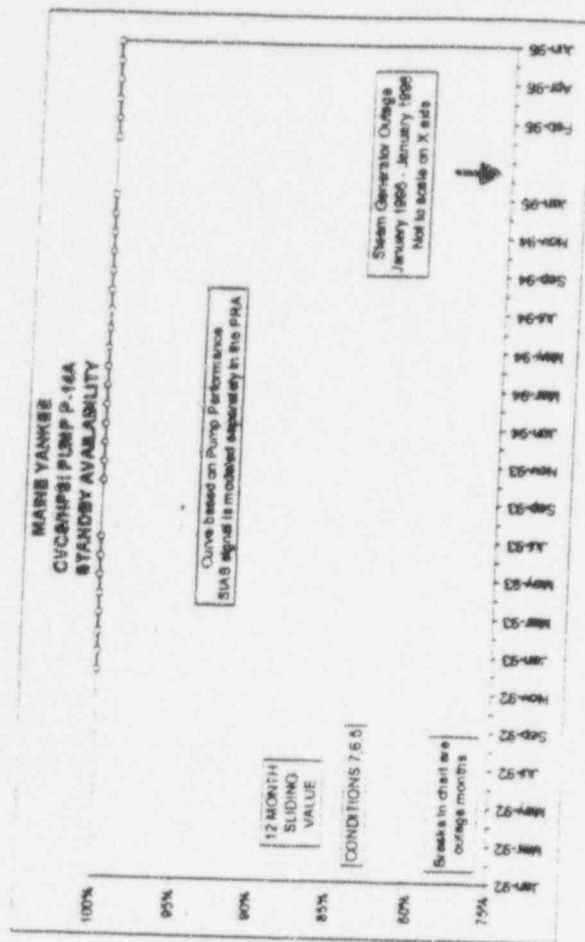 MAINE YANKEE
CVCS/HPSI PUMP P-14A
STANDBY AVAILABILITY
100%
95%
90%
85%
80%
75%
Curve based on Pump Performance
SIAS signal is modeled separately in the PRA
Steam Generator Outage
January 1995 - January 1996
Not to scale on X axis
12 MONTH
SLIDING
VALUE
CONDITIONS 7,6,5
Breaks in chart are
outage months
Jan-92
Mar-92
May-92
Jul-92
Sep-92
Nov-92
Jan-93
Mar-93
May-93
Jul-93
Sep-93
Nov-93
Jan-94
Mar-94
May-94
Jul-94
Sep-94
Nov-94
Jan-95
Feb-96
Apr-96
Jun-96